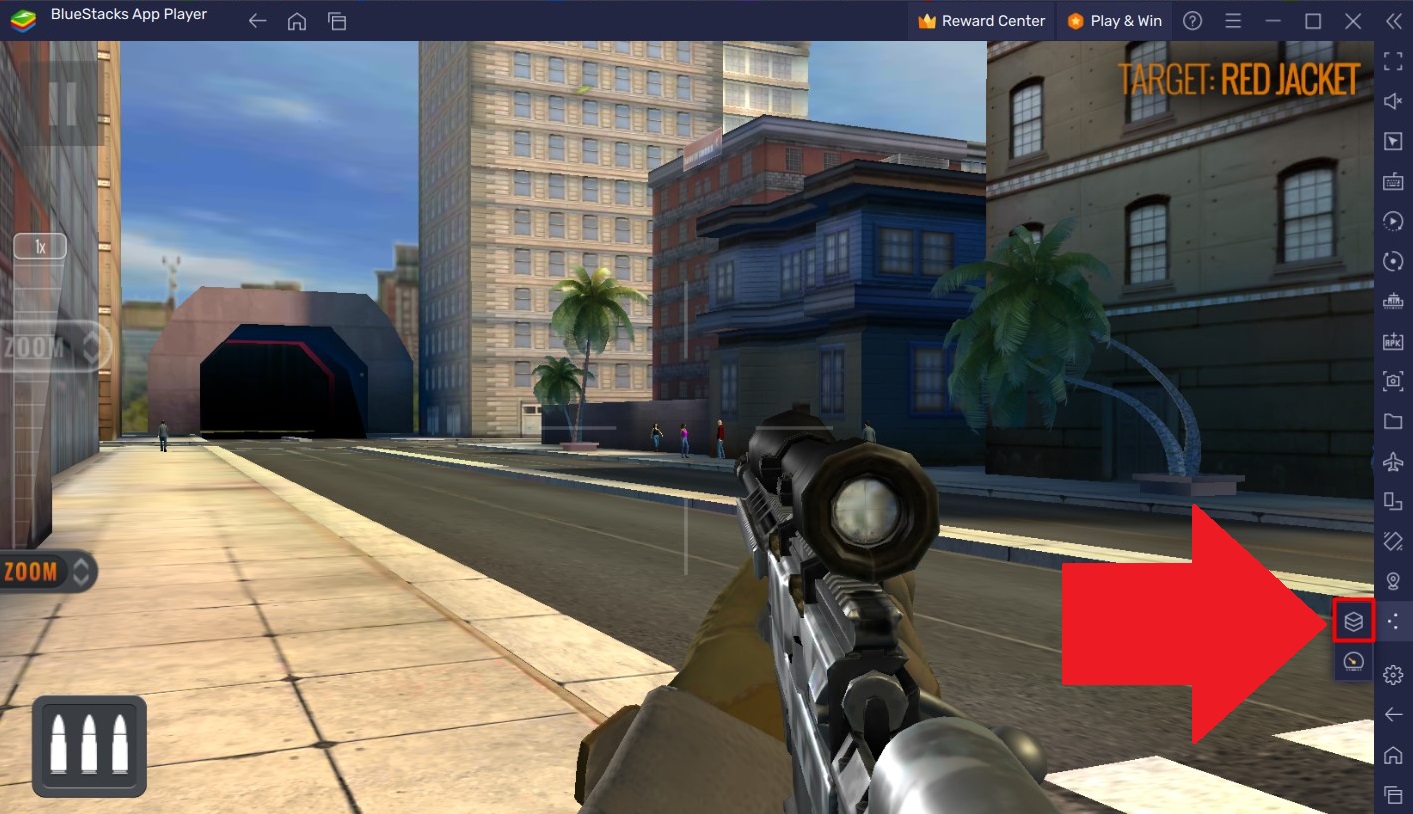 BlueStacks App Player
Reward Center
Play & Win
TARGET: RED JACKET
1x
ZOOM
ZOOM
APK